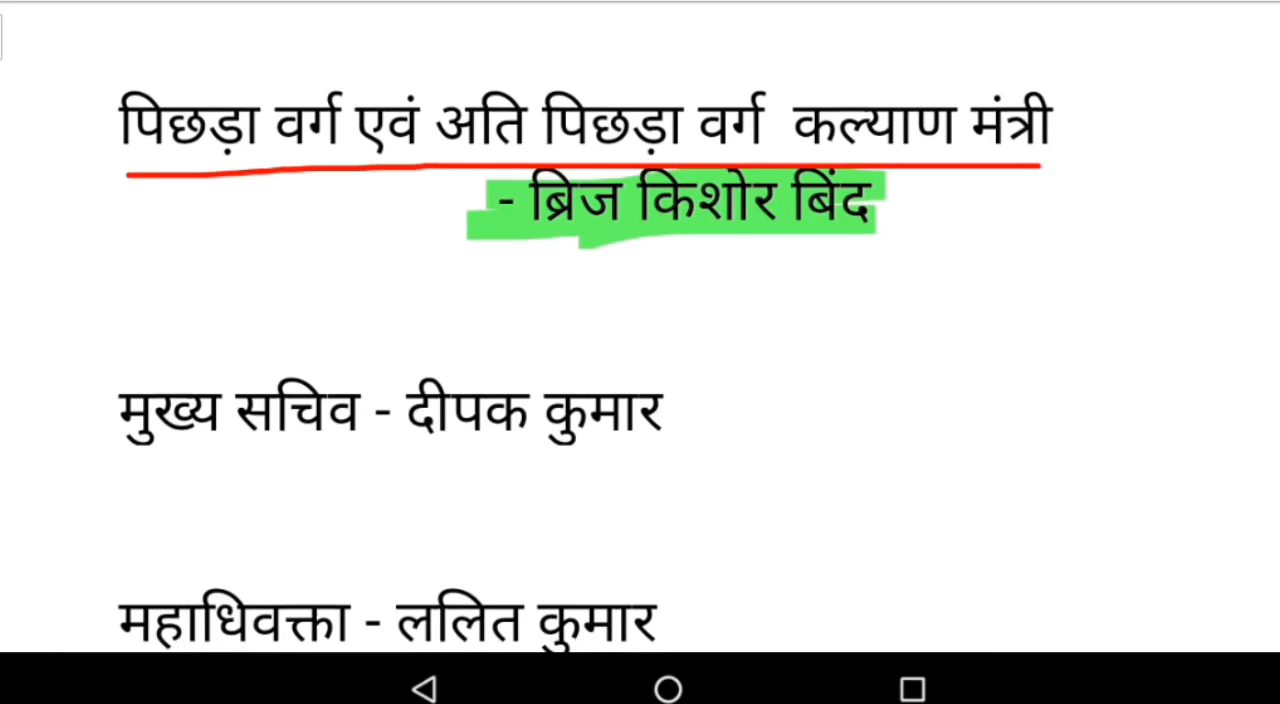 पिछड़ा वर्ग एवं अति पिछड़ा वर्ग कल्याण मंत्री
- ब्रिज किशोर बिंद
मुख्य सचिव - दीपक कुमार
महाधिवक्ता - ललित कुमार